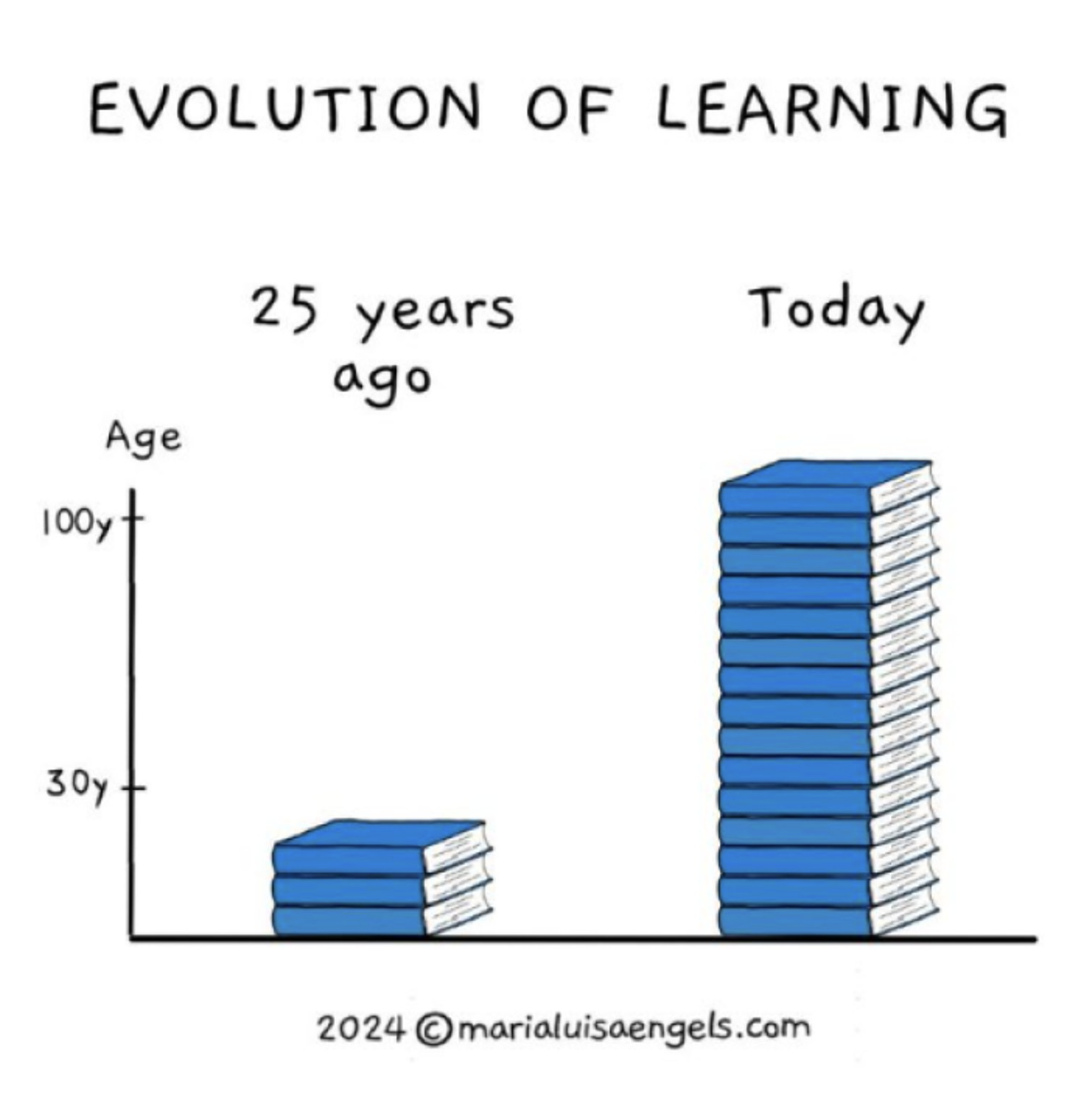 EVOLUTION OF LEARNING
25 years
ago
Today
Age
100y
30y
2024 ©marialuisaengels.com